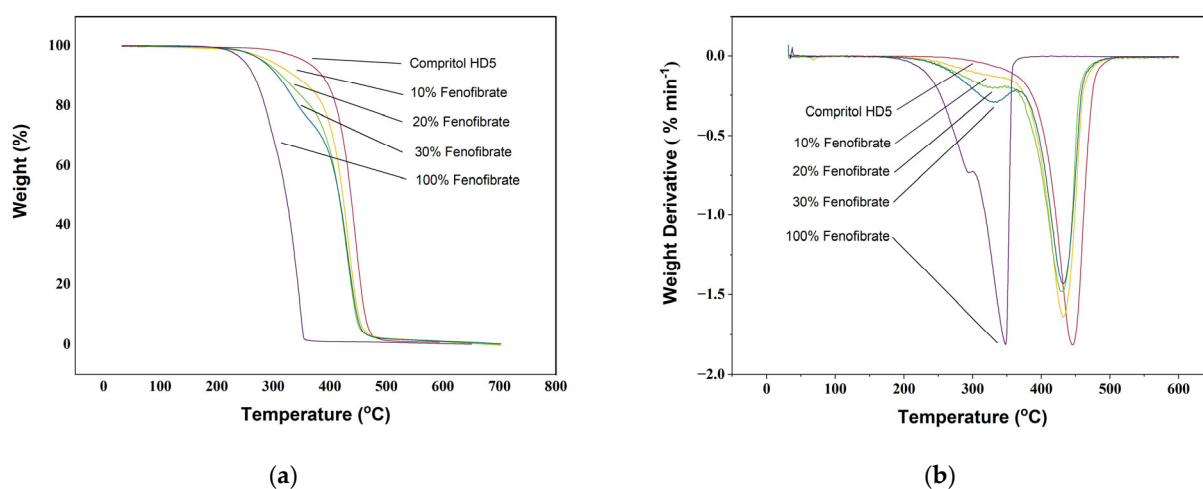 100
80
60
40
20
0
Weight (%)
Compritol HD5
10% Fenofibrate
20% Fenofibrate
30% Fenofibrate
100% Fenofibrate
0 100 200 300 400 500 600 700 800
Temperature (°C)
(a)
0.0
−0.5
−1.0
−1.5
−2.0
Weight Derivative ( % min⁻¹)
Compritol HD5
10% Fenofibrate
20% Fenofibrate
30% Fenofibrate
100% Fenofibrate
0 100 200 300 400 500 600
Temperature (°C)
(b)